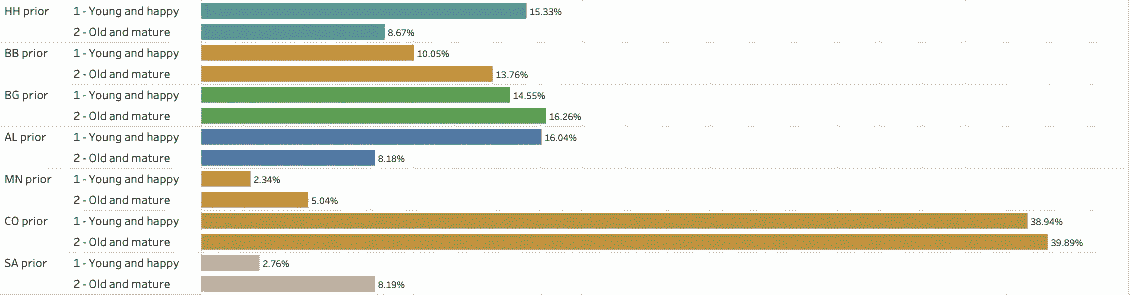 HH prior 1 - Young and happy 15.33%
2 - Old and mature 8.67%
BB prior 1 - Young and happy 10.05%
2 - Old and mature 13.76%
BG prior 1 - Young and happy 14.55%
2 - Old and mature 16.26%
AL prior 1 - Young and happy 16.04%
2 - Old and mature 8.18%
MN prior 1 - Young and happy 2.34%
2 - Old and mature 5.04%
CO prior 1 - Young and happy 38.94%
2 - Old and mature 39.89%
SA prior 1 - Young and happy 2.76%
2 - Old and mature 8.19%